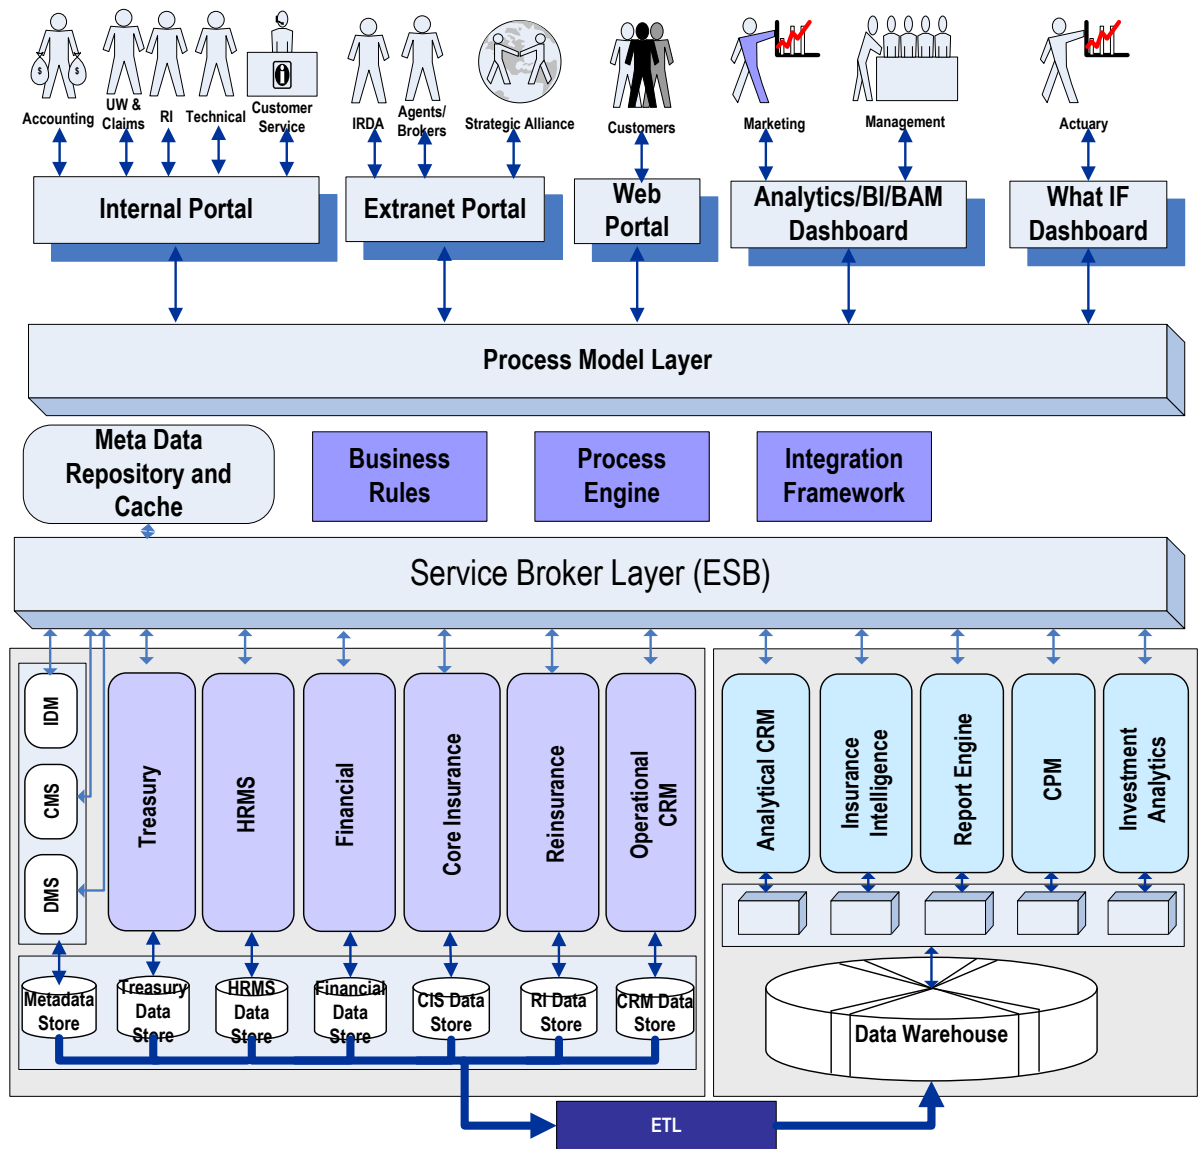 Accounting
UW &
Claims
RI
Technical
Customer
Service
IRDA
Agents/
Brokers
Strategic Alliance
Customers
Marketing
Management
Actuary
$
$
i
Internal Portal
Extranet Portal
Web
Portal
Analytics/BI/BAM
Dashboard
What IF
Dashboard
Process Model Layer
Meta Data
Repository and
Cache
Business
Rules
Process
Engine
Integration
Framework
Service Broker Layer (ESB)
IDM
CMS
DMS
Treasury
HRMS
Financial
Core Insurance
Reinsurance
Operational
CRM
Analytical CRM
Insurance
Intelligence
Report Engine
CPM
Investment
Analytics
Metadata
Store
Treasury
Data
Store
HRMS
Data
Store
Financial
Data
Store
CIS Data
Store
RI Data
Store
CRM Data
Store
Data Warehouse
ETL